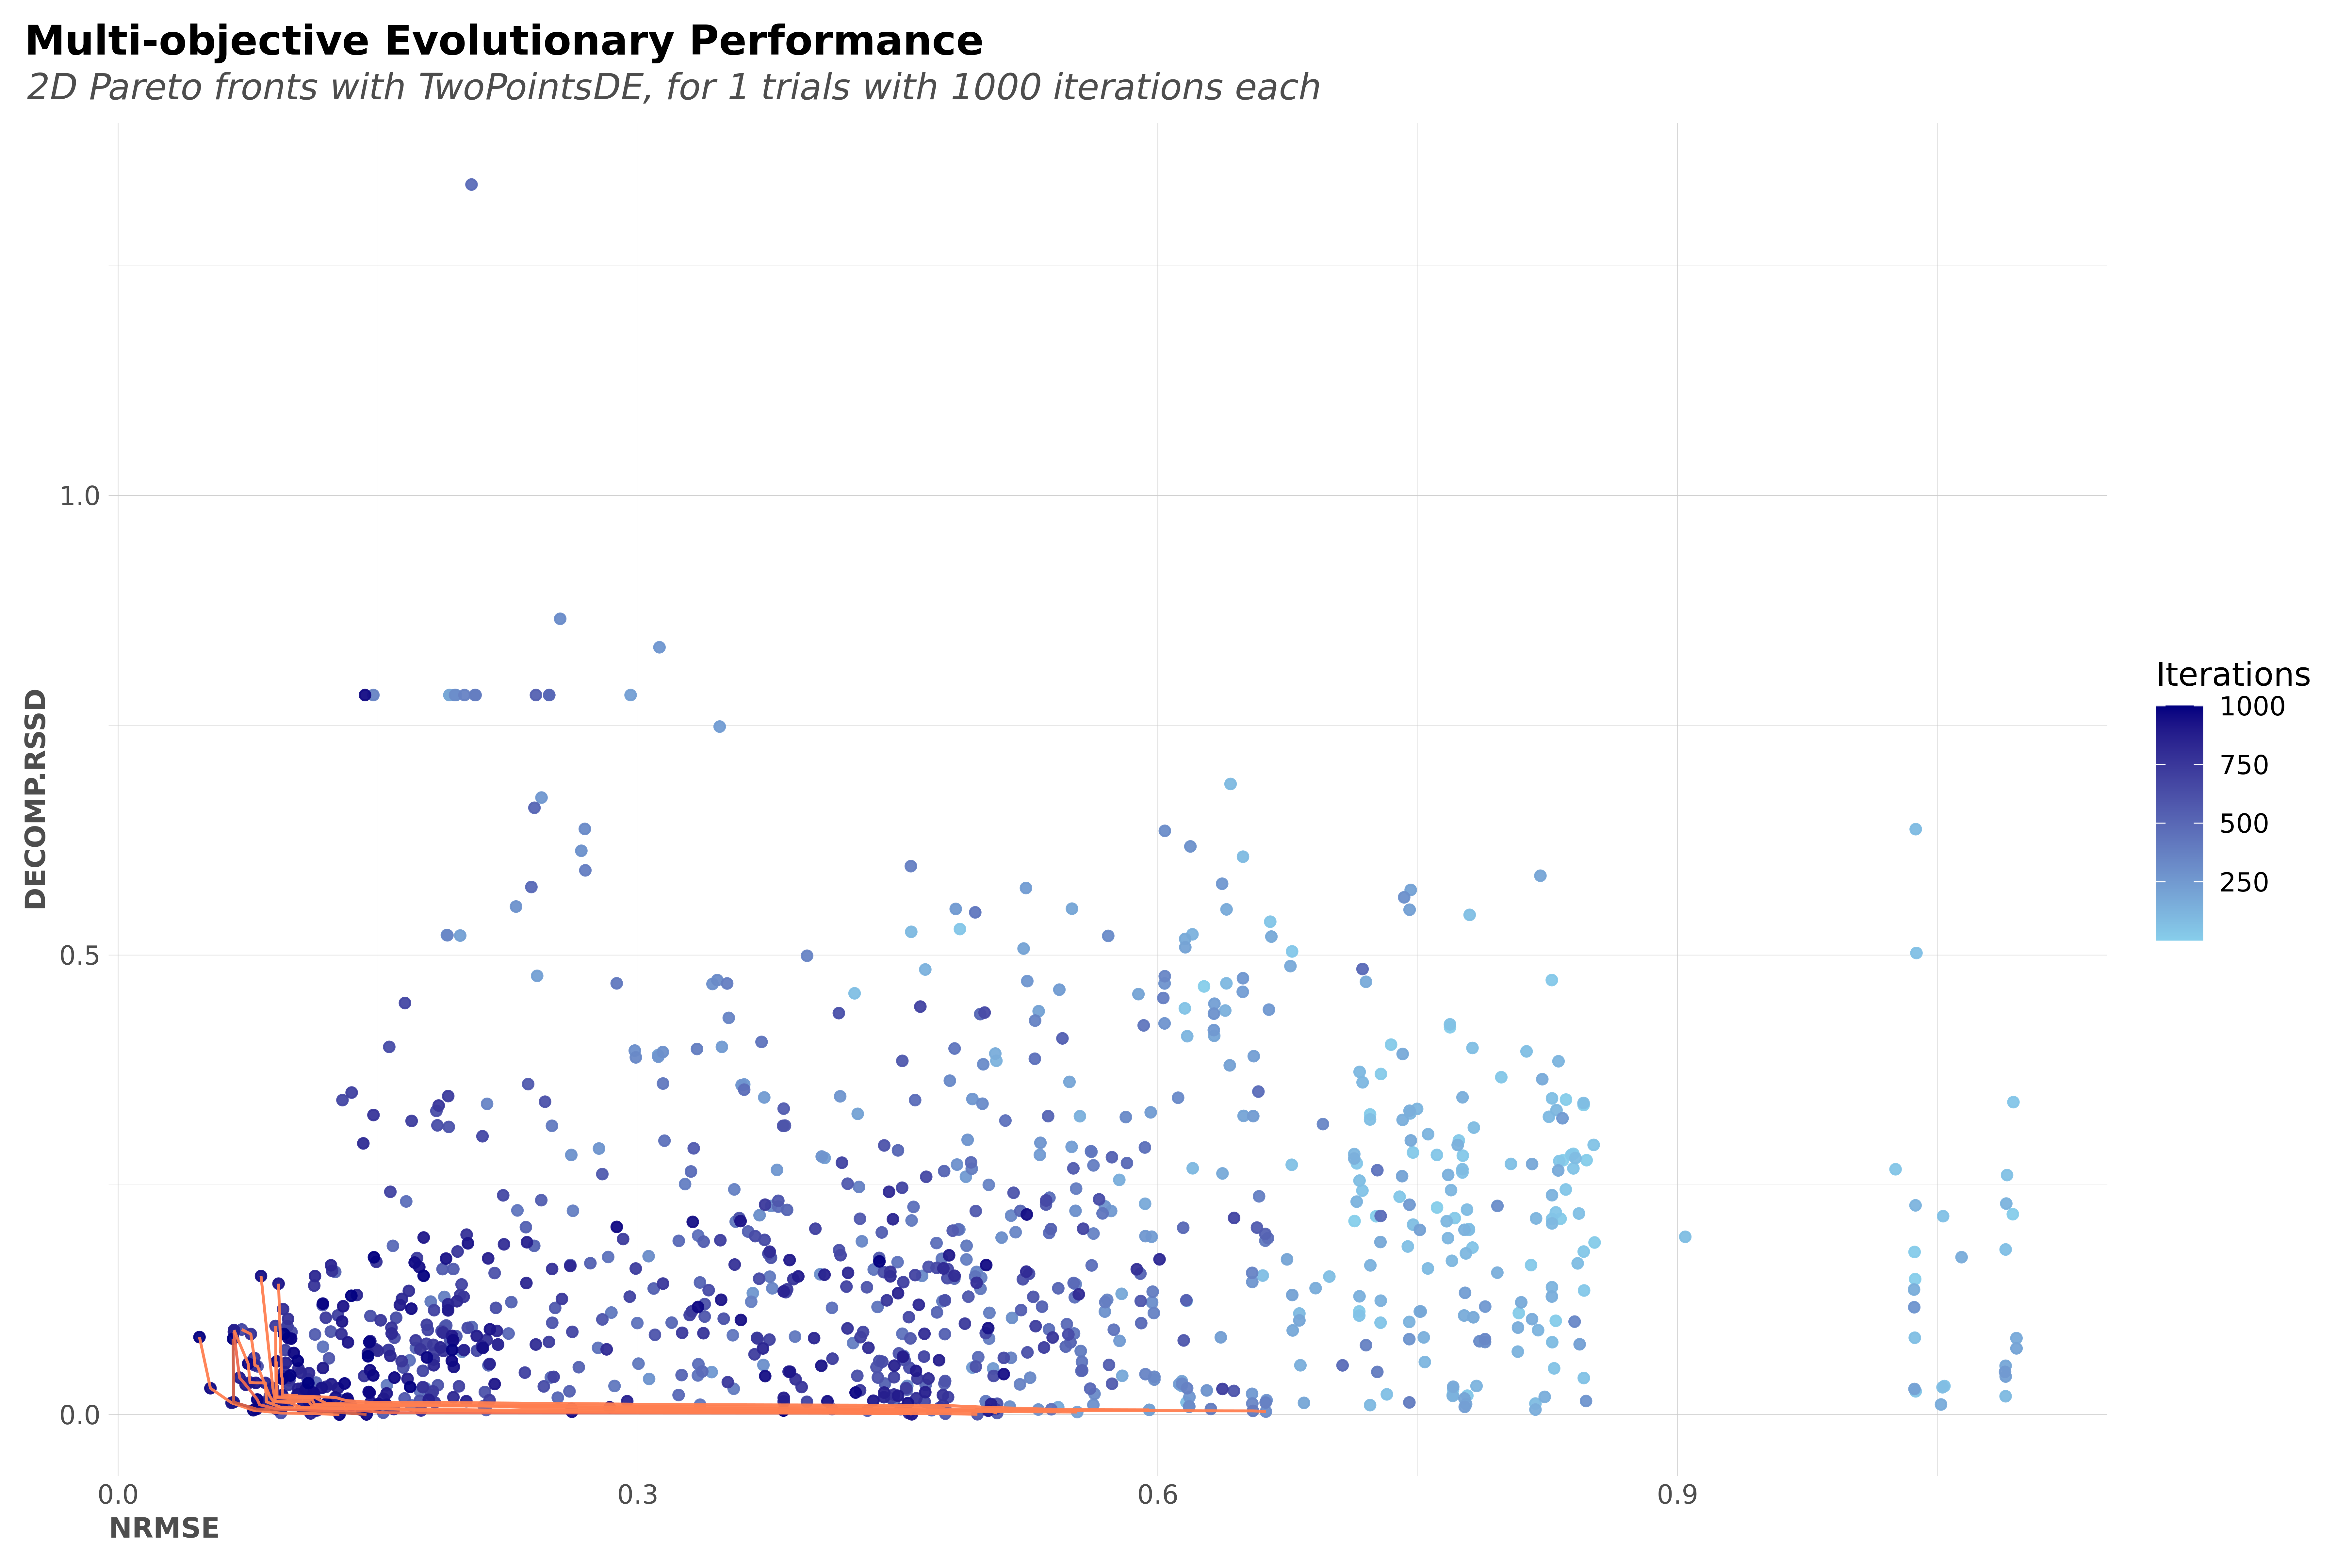 Multi-objective Evolutionary Performance
2D Pareto fronts with TwoPointsDE, for 1 trials with 1000 iterations each
DECOMP.RSSD
1.0
0.5
0.0
0.0
0.3
0.6
0.9
NRMSE
Iterations
1000
750
500
250